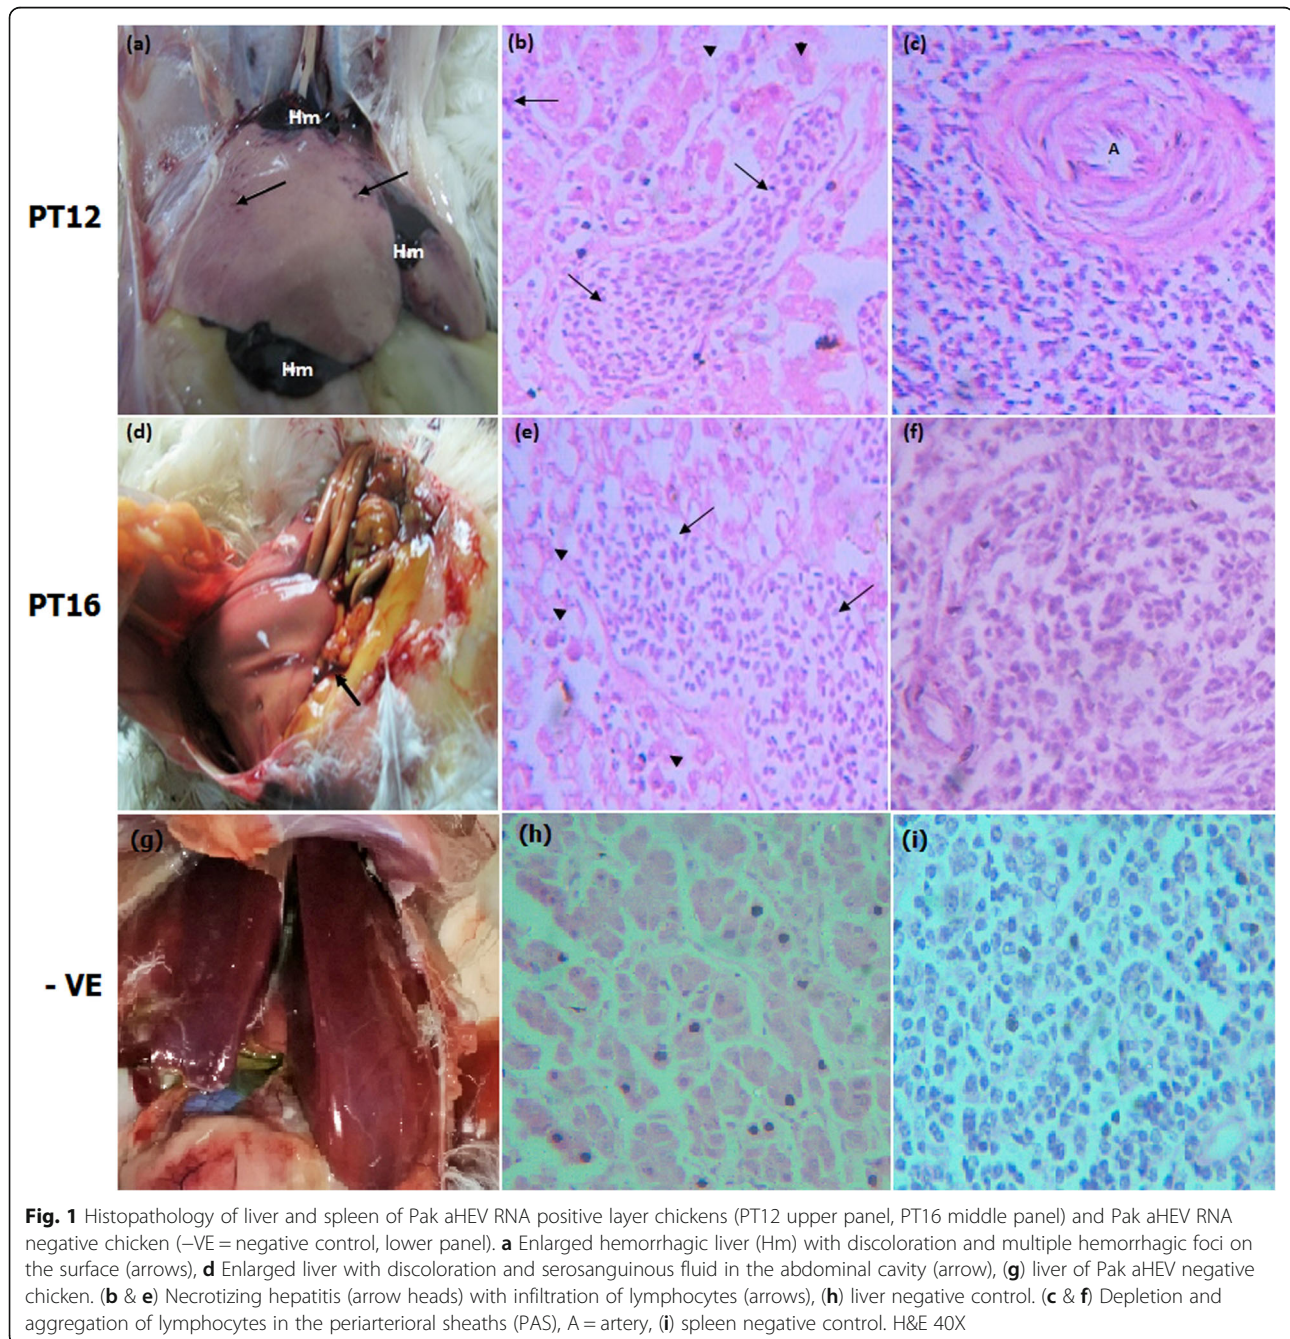 (a)
(b)
(c)
Hm
PT12
A
Hm
Hm
(d)
(e)
(f)
PT16
(g)
(h)
(i)
- VE
Fig. 1 Histopathology of liver and spleen of Pak aHEV RNA positive layer chickens (PT12 upper panel, PT16 middle panel) and Pak aHEV RNA
negative chicken (−VE = negative control, lower panel). a Enlarged hemorrhagic liver (Hm) with discoloration and multiple hemorrhagic foci on
the surface (arrows), d Enlarged liver with discoloration and serosanguinous fluid in the abdominal cavity (arrow), (g) liver of Pak aHEV negative
chicken. (b & e) Necrotizing hepatitis (arrow heads) with infiltration of lymphocytes (arrows), (h) liver negative control. (c & f) Depletion and
aggregation of lymphocytes in the periarterioral sheaths (PAS), A = artery, (i) spleen negative control. H&E 40X